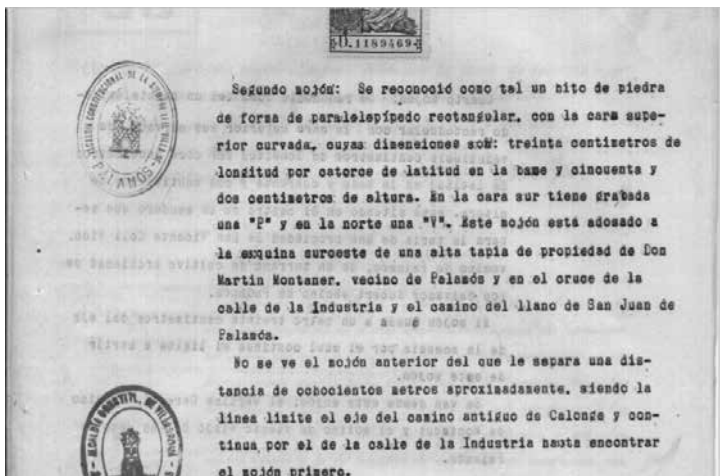 0.1189469
Segundo mojón: Se reconoció como tal un hito de piedra
de forma de paralelepípedo rectangular, con la cara supe-
rior curvada, cuyas dimensiones son: treinta centímetros de
longitud por catorce de latitud en la base y cincuenta y
dos centímetros de altura. En la cara sur tiene grabada
una "P" y en la norte una "V". Este mojón está adosado a
la esquina suroeste de una alta tapia de propiedad de Don
Martin Montaner, vecino de Palamós y en el cruce de la
calle de la Industria y el camino del llano de San Juan de
Palamós.
No se ve el mojón anterior del que le separa una dis-
tancia de ochocientos metros aproximadamente, siendo la
línea límite el eje del camino antiguo de Calonge y con-
tinua por el de la calle de la Industria hasta encontrar
el mojón primero.